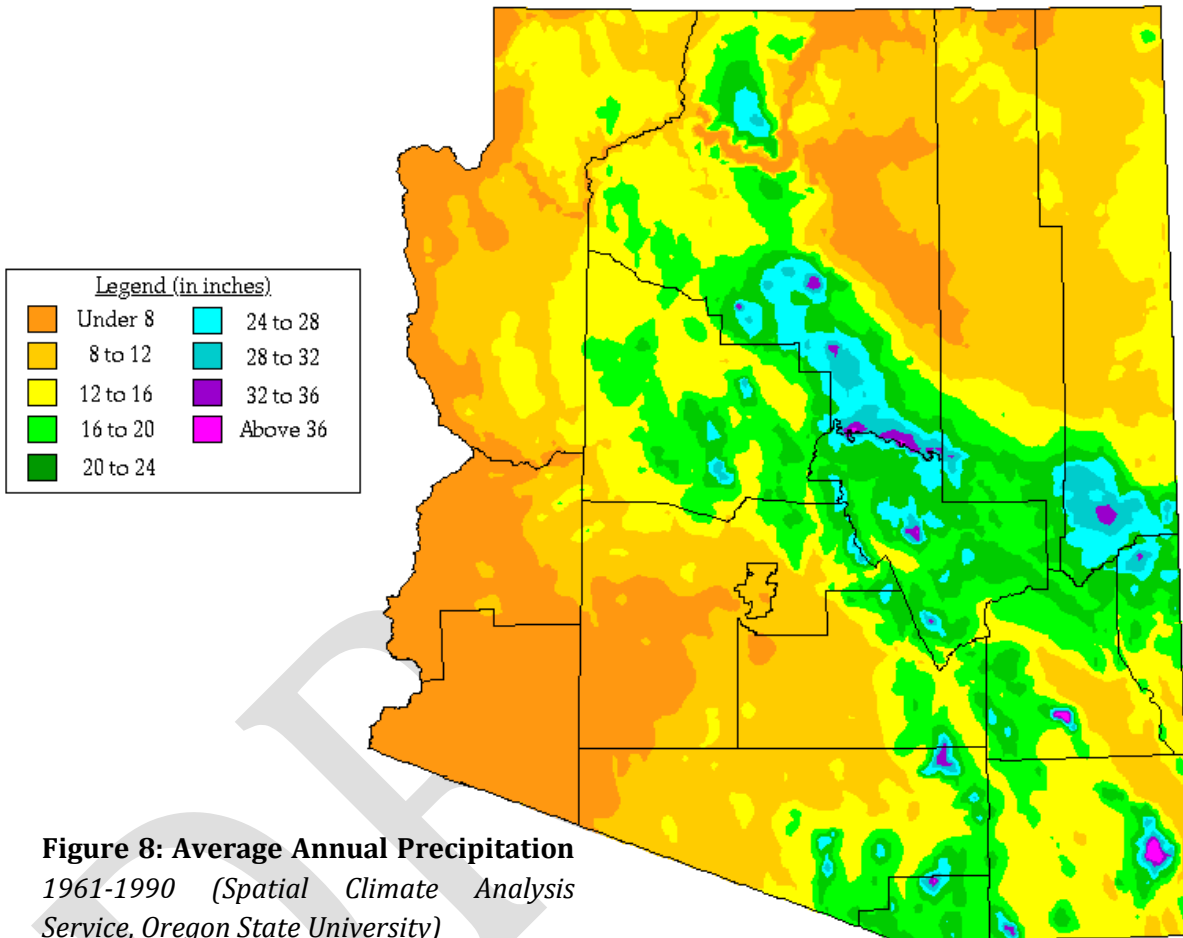 Legend (in inches)
Under 8
8 to 12
12 to 16
16 to 20
20 to 24
24 to 28
28 to 32
32 to 36
Above 36
Figure 8: Average Annual Precipitation
1961-1990 (Spatial Climate Analysis
Service, Oregon State University)